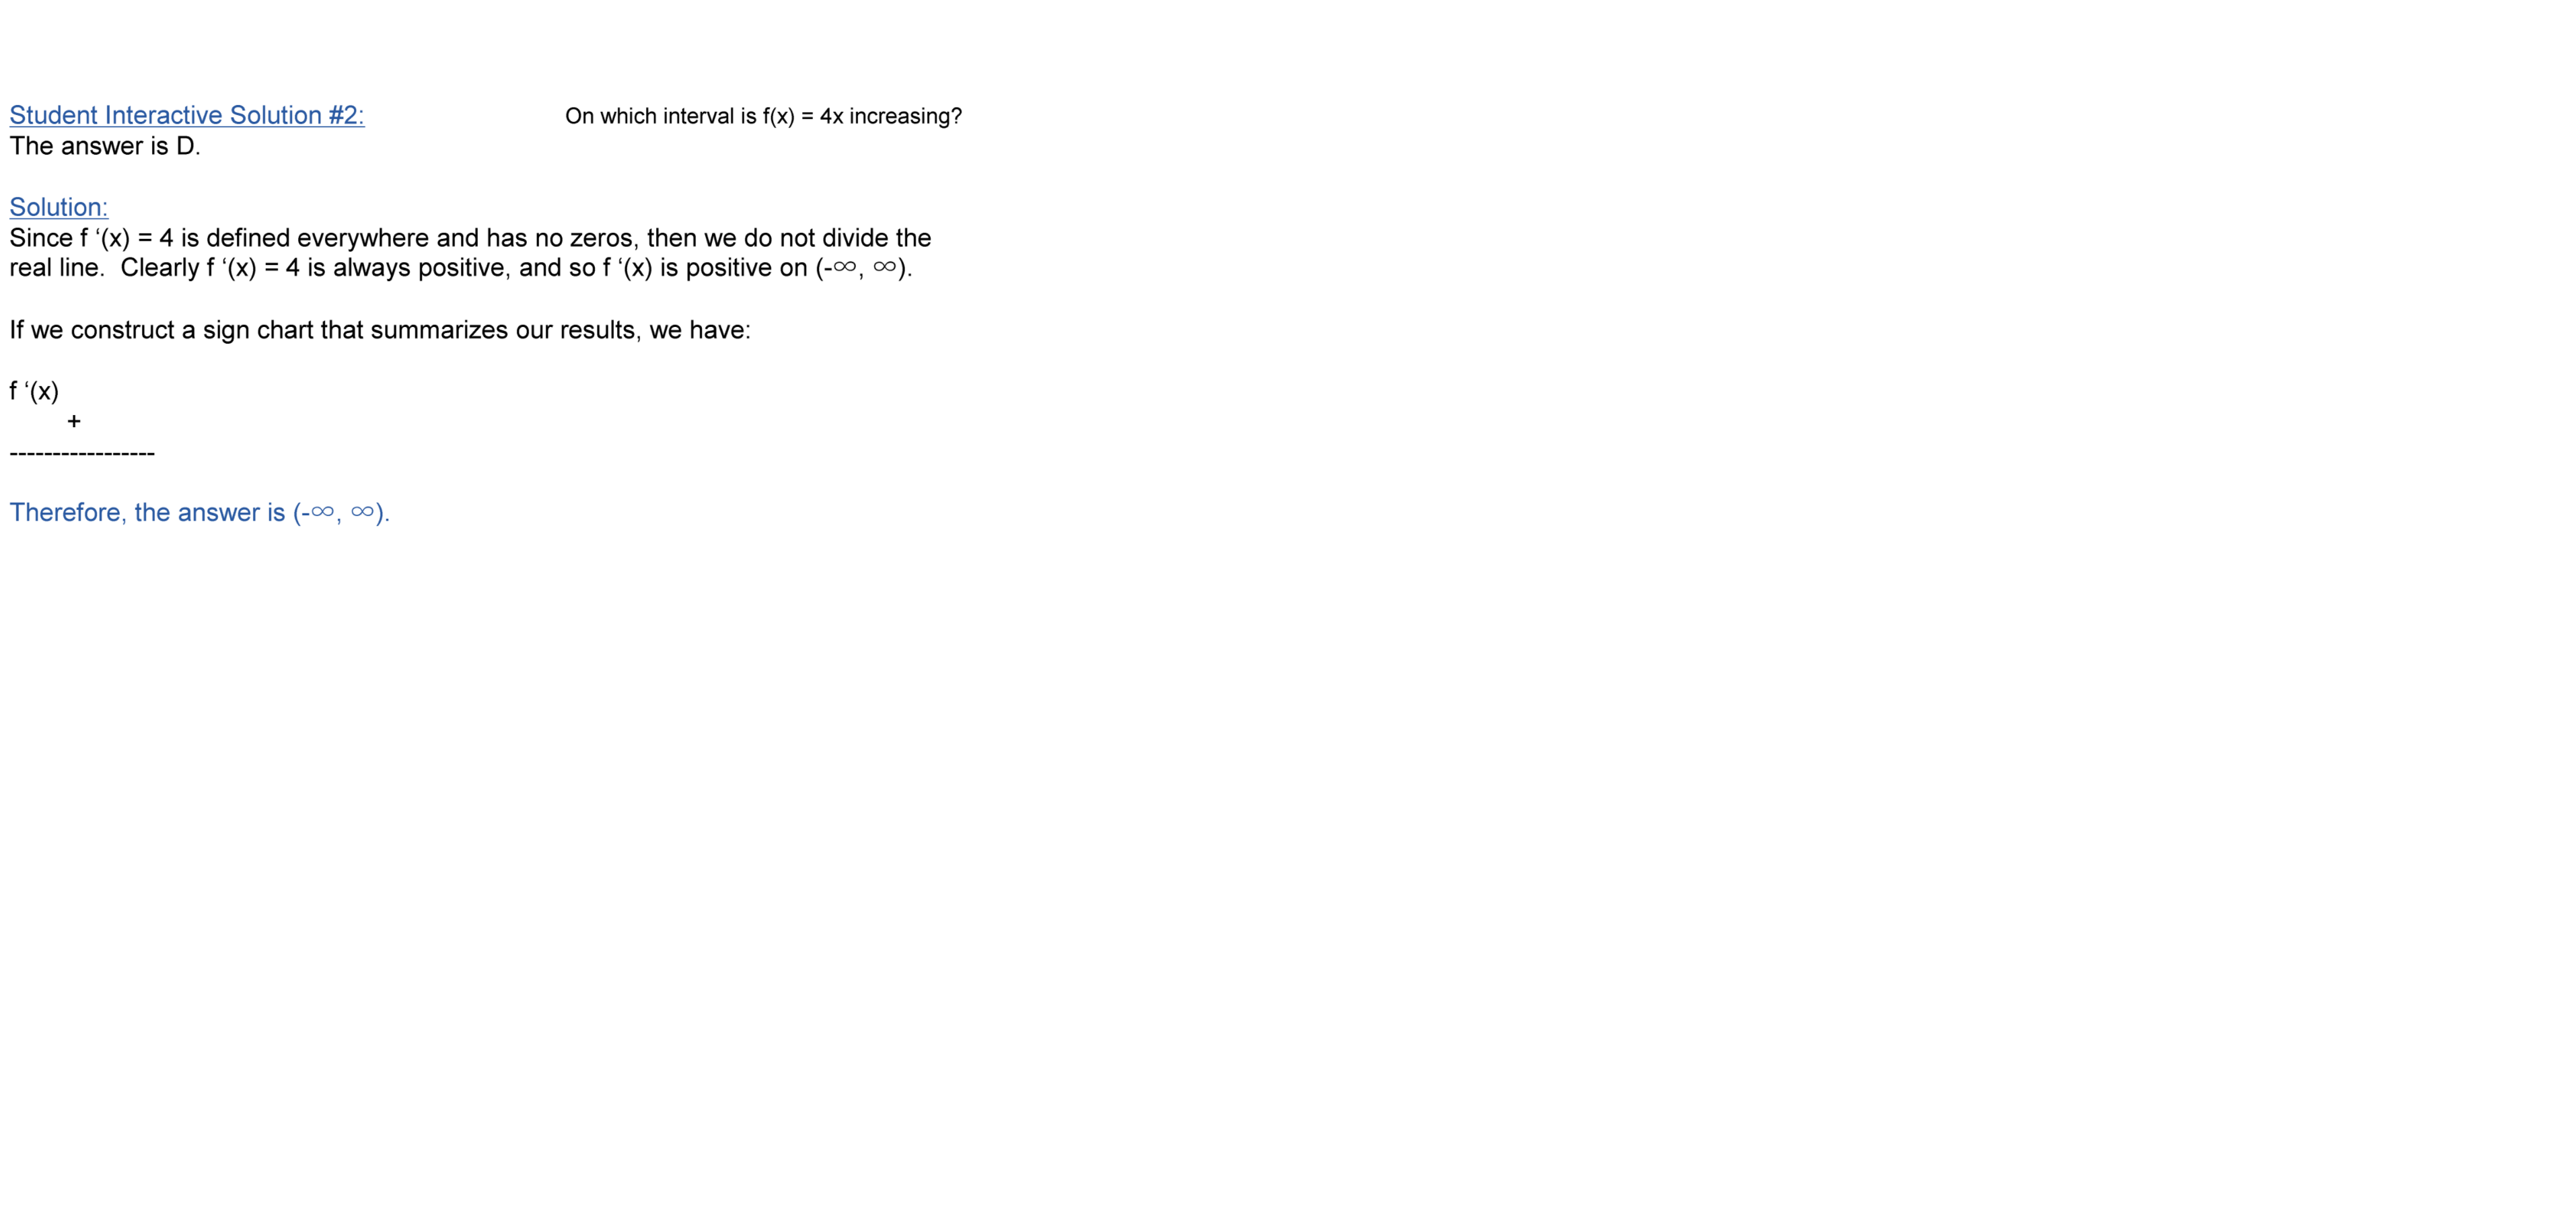 Student Interactive Solution #2: On which interval is f(x) = 4x increasing?
The answer is D.
Solution:
Since f ‘(x) = 4 is defined everywhere and has no zeros, then we do not divide the
real line. Clearly f ‘(x) = 4 is always positive, and so f ‘(x) is positive on (-∞, ∞).
If we construct a sign chart that summarizes our results, we have:
f ‘(x)
+
-----------------
Therefore, the answer is (-∞, ∞).